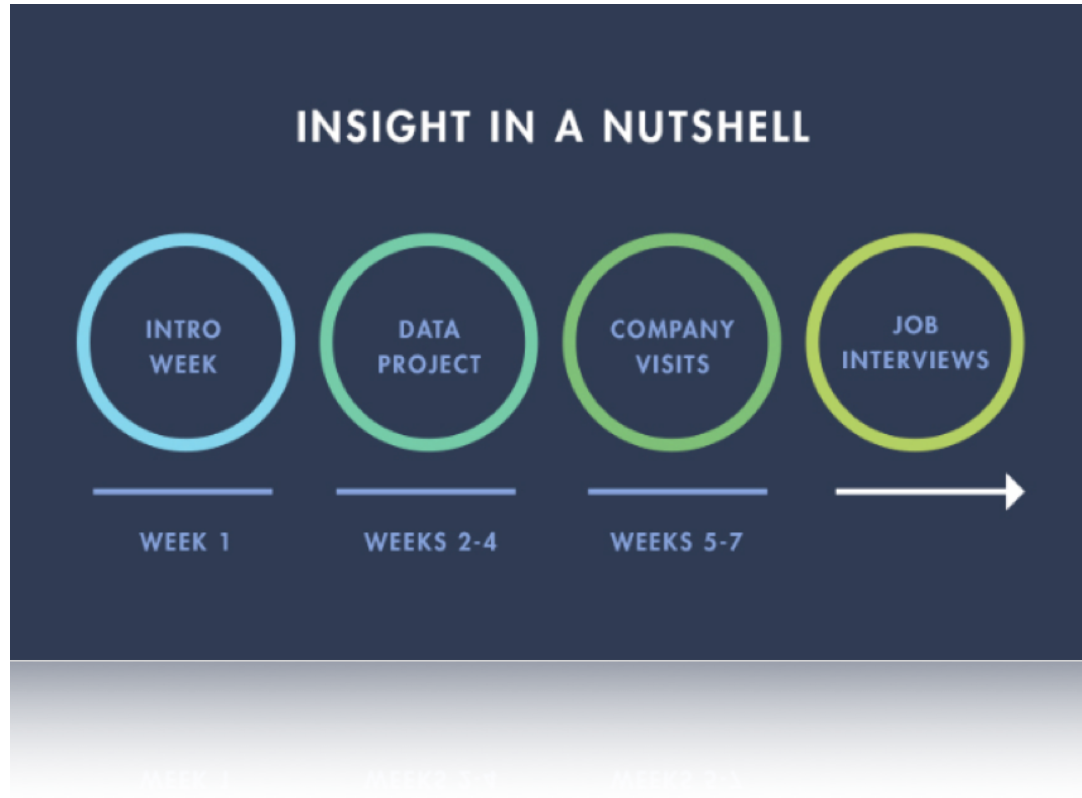 INSIGHT IN A NUTSHELL
INTRO
WEEK
DATA
PROJECT
COMPANY
VISITS
JOB
INTERVIEWS
WEEK 1
WEEKS 2-4
WEEKS 5-7